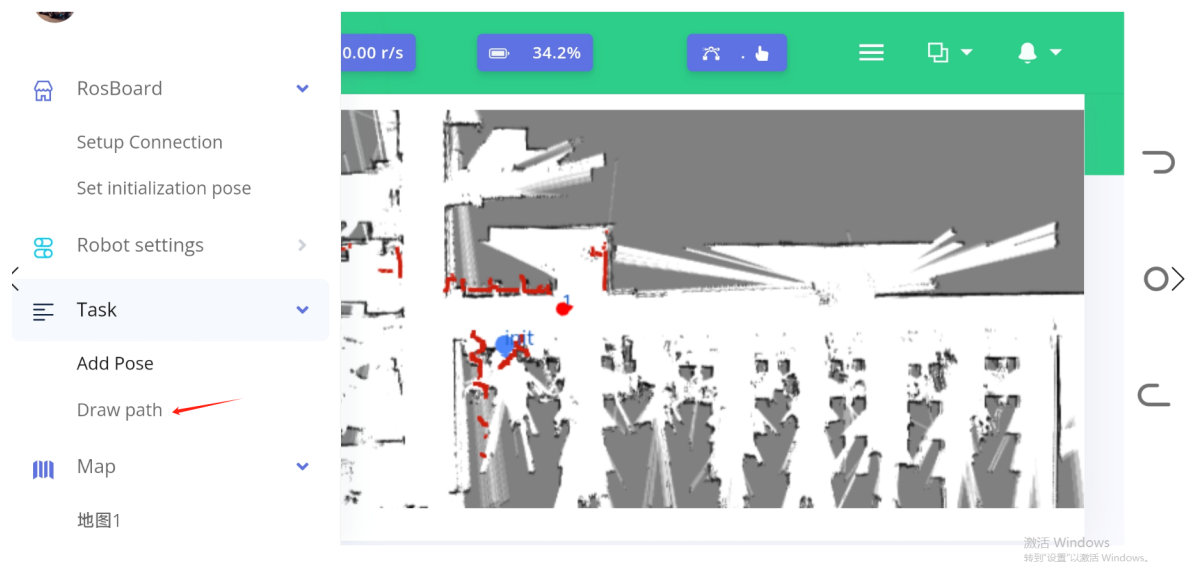 0.00 r/s
34.2%
.
RosBoard
Setup Connection
Set initialization pose
Robot settings
Task
Add Pose
Draw path
Map
地图1
1
init
激活 Windows
转到"设置"以激活 Windows。